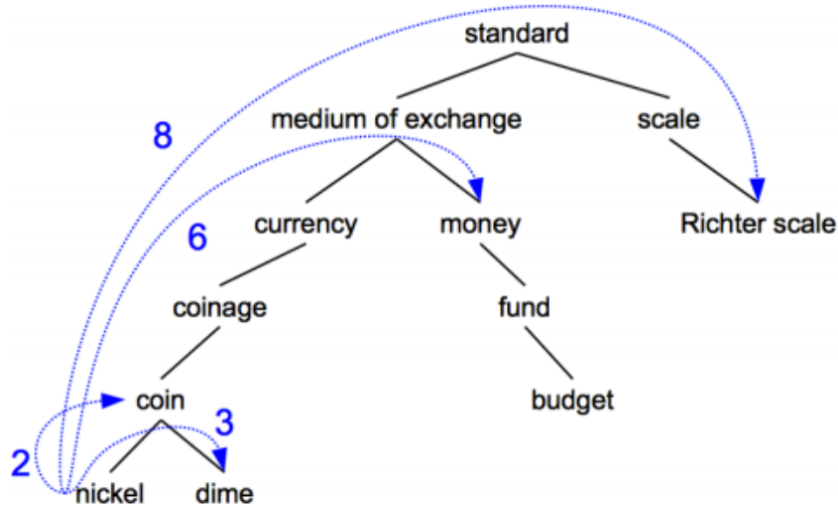 standard
8
medium of exchange
scale
6
currency
money
Richter scale
coinage
fund
coin
budget
3
2
nickel
dime